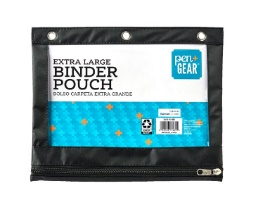 pen+
GEAR
EXTRA LARGE
BINDER
POUCH
BOLSO CARPETA EXTRA GRANDE